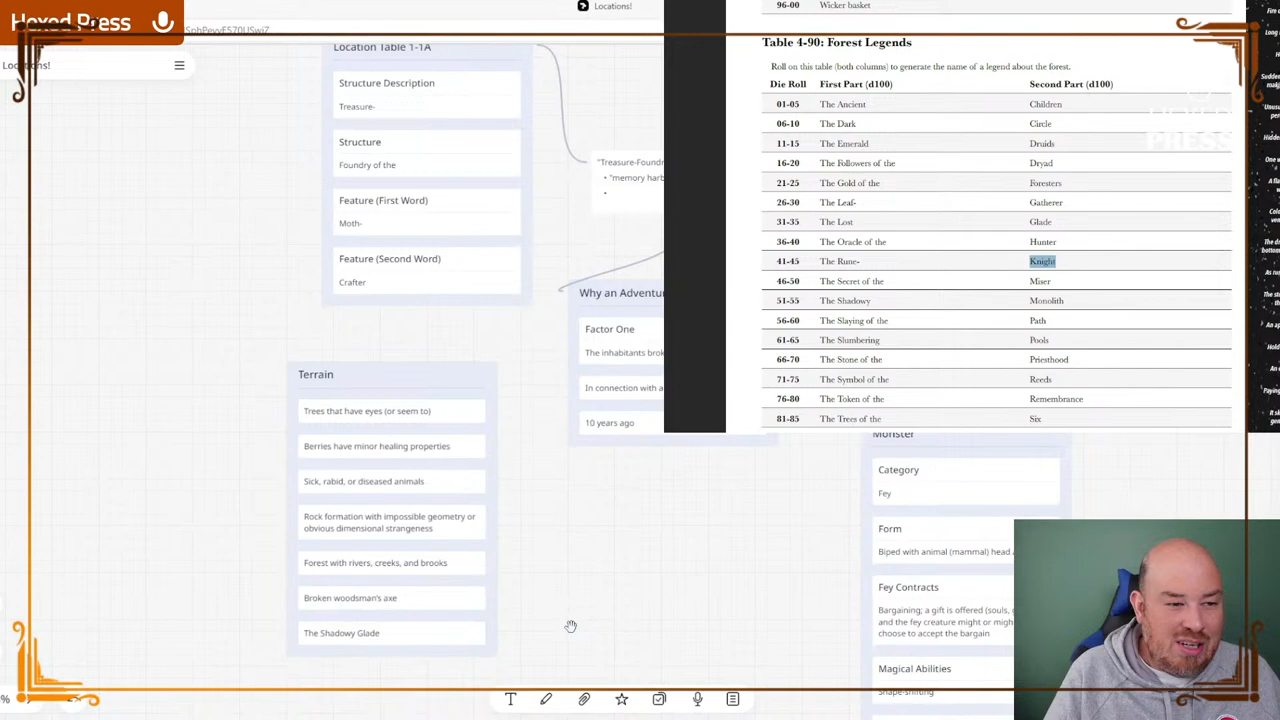 Hexed Press
Locations!
Locations!
Location Table 1-1A
Structure Description
Treasure-
Structure
Foundry of the
Feature (First Word)
Moth-
Feature (Second Word)
Crafter
"Treasure-Foundr
• "memory harb
•
Why an Adventu
Factor One
The inhabitants brok
In connection with a
10 years ago
Terrain
Trees that have eyes (or seem to)
Berries have minor healing properties
Sick, rabid, or diseased animals
Rock formation with impossible geometry or
obvious dimensional strangeness
Forest with rivers, creeks, and brooks
Broken woodsman's axe
The Shadowy Glade
96-00 Wicker basket
Table 4-90: Forest Legends
Roll on this table (both columns) to generate the name of a legend about the forest.
Die Roll First Part (d100) Second Part (d100)
01-05 The Ancient Children
06-10 The Dark Circle
11-15 The Emerald Druids
16-20 The Followers of the Dryad
21-25 The Gold of the Foresters
26-30 The Leaf- Gatherer
31-35 The Lost Glade
36-40 The Oracle of the Hunter
41-45 The Rune- Knight
46-50 The Secret of the Miser
51-55 The Shadowy Monolith
56-60 The Slaying of the Path
61-65 The Slumbering Pools
66-70 The Stone of the Priesthood
71-75 The Symbol of the Reeds
76-80 The Token of the Remembrance
81-85 The Trees of the Six
PRESS
Monster
Category
Fey
Form
Biped with animal (mammal) head
Fey Contracts
Bargaining; a gift is offered (souls,
and the fey creature might or migh
choose to accept the bargain
Magical Abilities
Shape-shifting